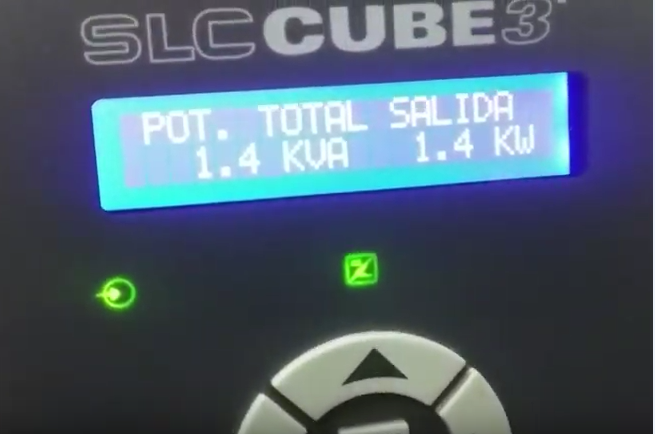 SLC CUBE3+
POT. TOTAL SALIDA
1.4 KVA 1.4 KW